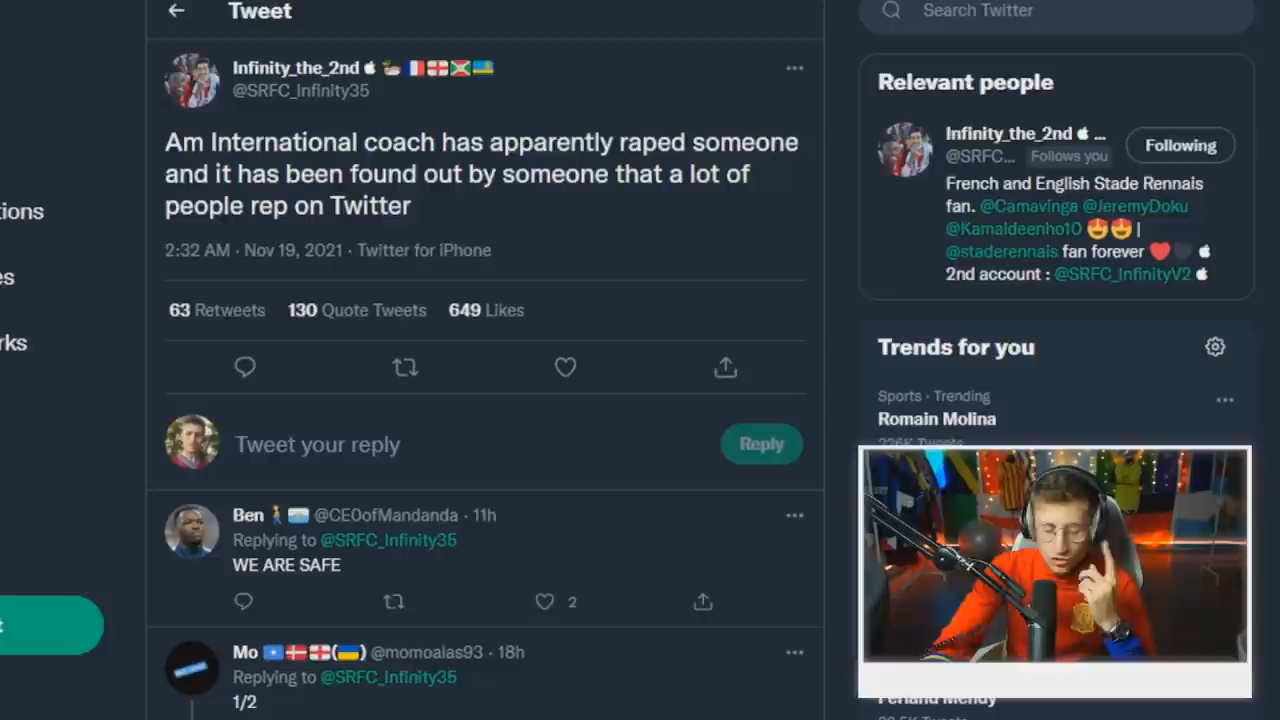 Tweet
Search Twitter
Infinity_the_2nd
@SRFC_Infinity35
Am International coach has apparently raped someone
and it has been found out by someone that a lot of
people rep on Twitter
2:32 AM · Nov 19, 2021 · Twitter for iPhone
63 Retweets 130 Quote Tweets 649 Likes
Tweet your reply
Reply
Ben @CEOofMandanda · 11h
Replying to @SRFC_Infinity35
WE ARE SAFE
2
Mo @momoalas93 · 18h
Replying to @SRFC_Infinity35
1/2
Relevant people
Infinity_the_2nd ...
@SRFC... Follows you
Following
French and English Stade Rennais
fan. @Camavinga @JeremyDoku
@Kamaldeenho10 |
@staderennais fan forever
2nd account : @SRFC_InfinityV2
Trends for you
Sports · Trending
Romain Molina
Ferland Mendy
tions
es
rks
t